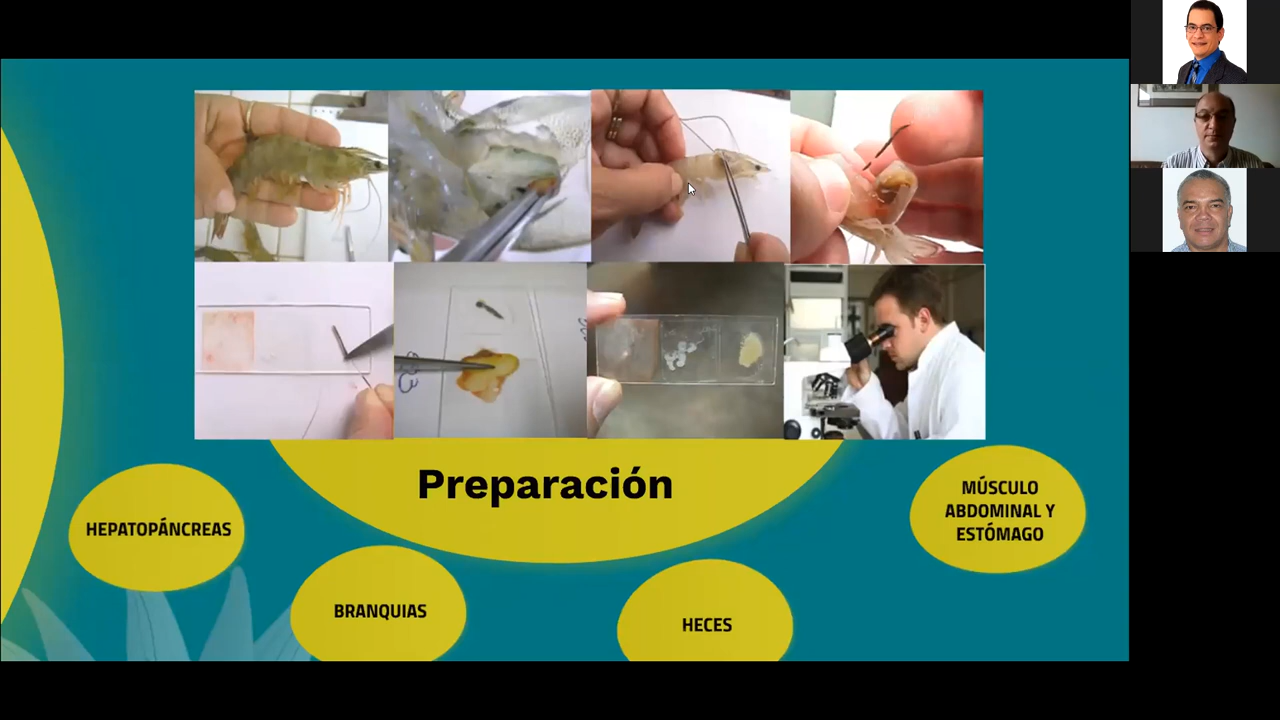 Preparación
HEPATOPÁNCREAS
BRANQUIAS
HECES
MÚSCULO
ABDOMINAL Y
ESTÓMAGO